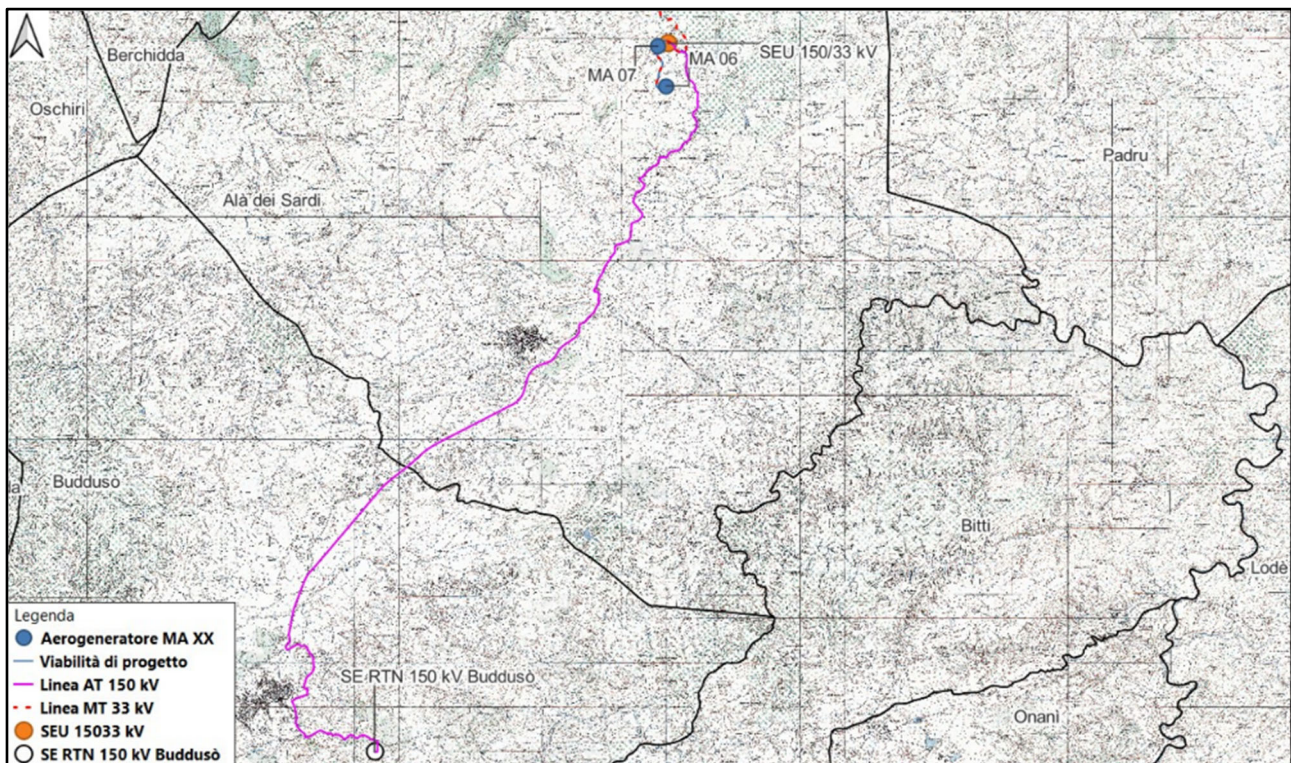 Berchidda
SEU 150/33 kV
MA 06
MA 07
Oschiri
Padru
Alà dei Sardi
Buddusò
Bitti
Lodè
Legenda
Aerogeneratore MA XX
Viabilità di progetto
Linea AT 150 kV
Linea MT 33 kV
SEU 15033 kV
SE RTN 150 kV Buddusò
SE RTN 150 kV Buddusò
Onanì